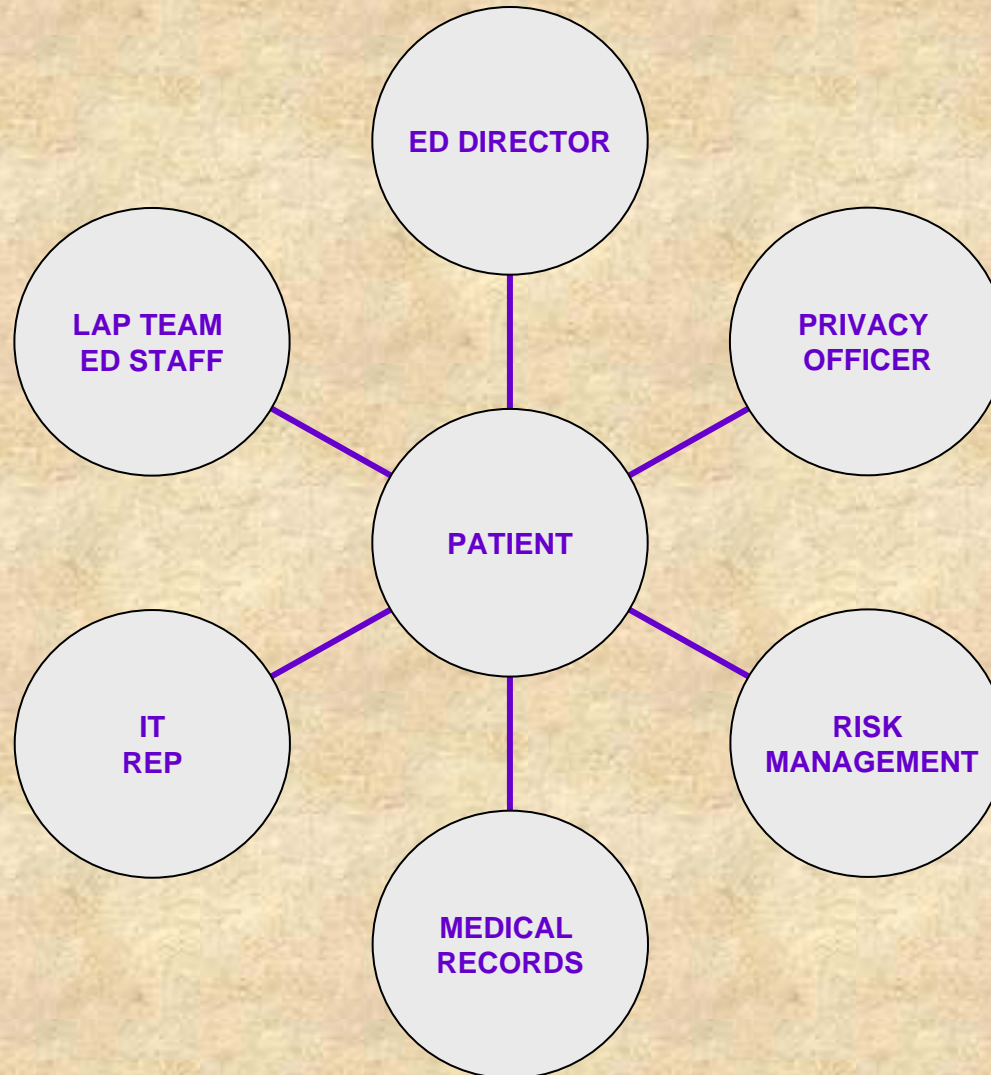 ED DIRECTOR
LAP TEAM
ED STAFF
PRIVACY
OFFICER
PATIENT
IT
REP
RISK
MANAGEMENT
MEDICAL
RECORDS